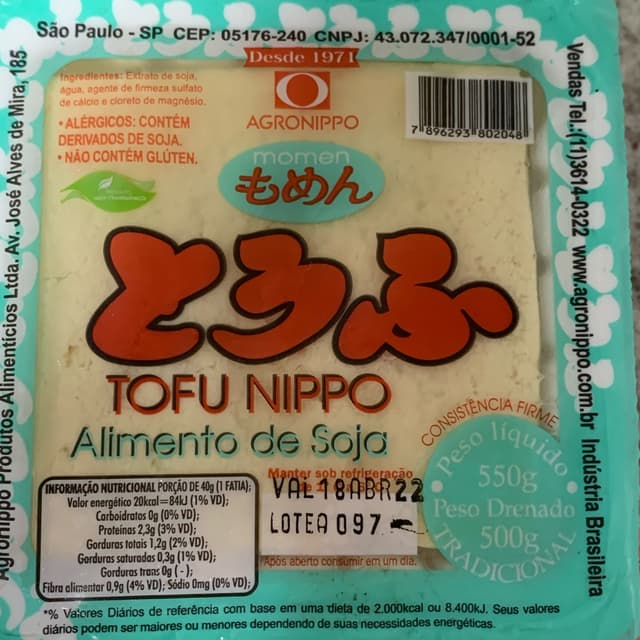 São Paulo - SP CEP: 05176-240 CNPJ: 43.072.347/0001-52
Desde 1971
AGRONIPPO
Ingredientes: Extrato de soja,
água, agente de firmeza sulfato
de cálcio e cloreto de magnésio.
• ALÉRGICOS: CONTÉM
DERIVADOS DE SOJA.
• NÃO CONTÉM GLÚTEN.
7 896293 802048
momen
もめん
とうふ
TOFU NIPPO
Alimento de Soja
CONSISTÊNCIA FIRME
Peso líquido
550g
Peso Drenado
500g
TRADICIONAL
INFORMAÇÃO NUTRICIONAL PORÇÃO DE 40g (1 FATIA);
Valor energético 20kcal=84kJ (1% VD);
Carboidratos 0g (0% VD);
Proteínas 2,3g (3% VD);
Gorduras totais 1,2g (2% VD);
Gorduras saturadas 0,3g (1% VD);
Gorduras trans 0g ( - );
Fibra alimentar 0,9g (4% VD); Sódio 0mg (0% VD);
Manter sob refrigeração
VAL18ABR22
LOTEA097
Após aberto consumir em um dia.
*% Valores Diários de referência com base em uma dieta de 2.000kcal ou 8.400kJ. Seus valores
diários podem ser maiores ou menores dependendo de suas necessidades energéticas.
Agronippo Produtos Alimentícios Ltda. Av. José Alves de Mira, 185
Vendas Tel.:(11)3614-0322 www.agronippo.com.br Indústria Brasileira